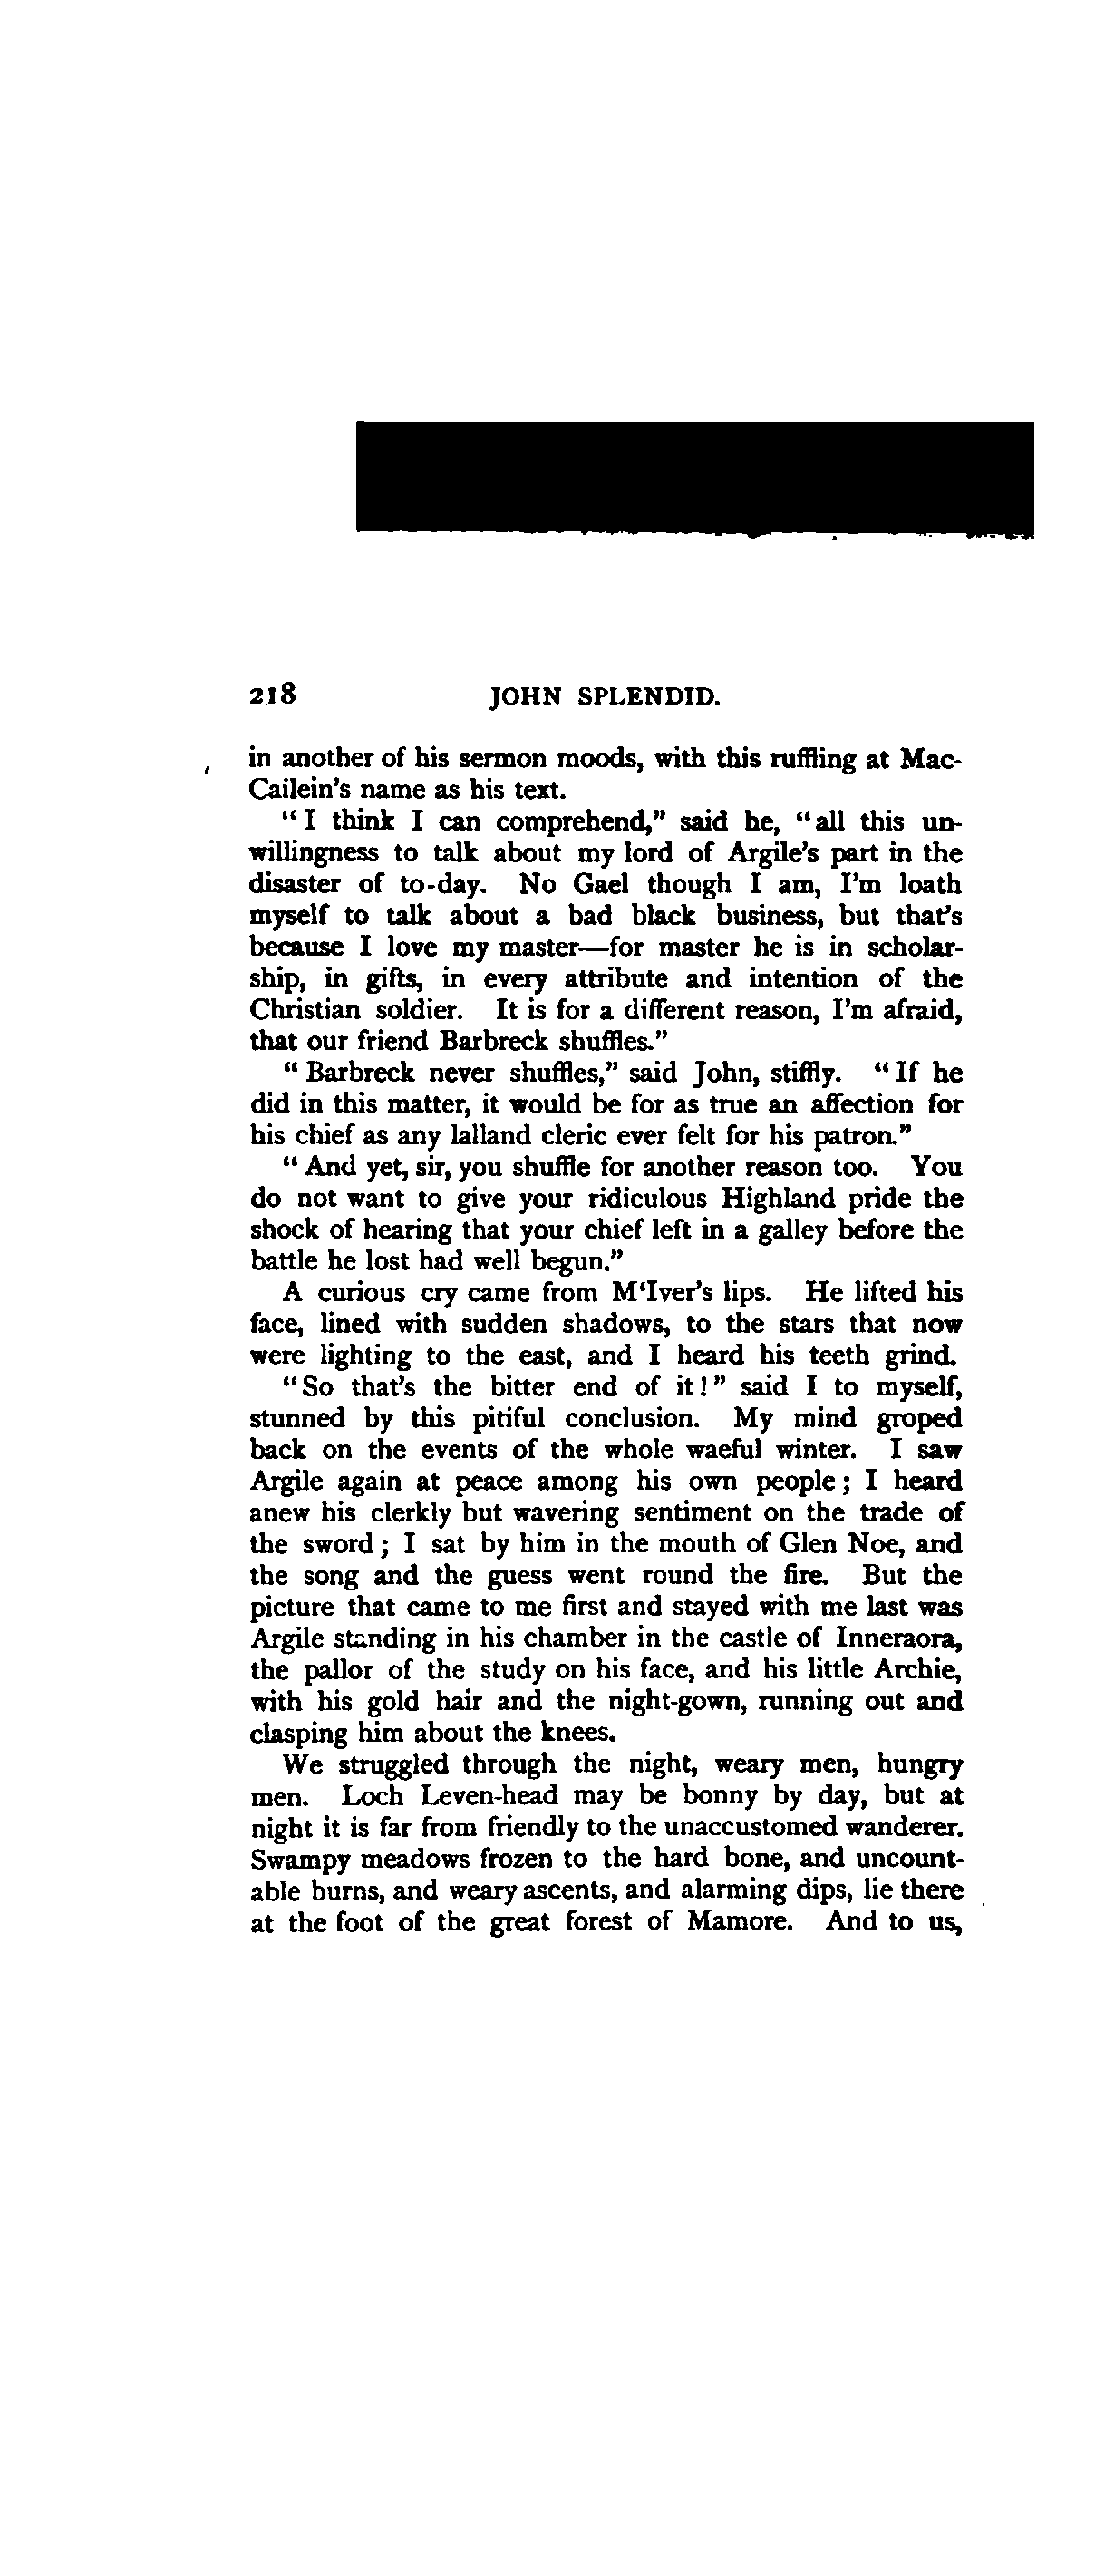 218 JOHN SPLENDID.
in another of his sermon moods, with this ruffling at Mac-
Cailein's name as his text.
"I think I can comprehend," said he, "all this un-
willingness to talk about my lord of Argile's part in the
disaster of to-day. No Gael though I am, I'm loath
myself to talk about a bad black business, but that's
because I love my master—for master he is in scholar-
ship, in gifts, in every attribute and intention of the
Christian soldier. It is for a different reason, I'm afraid,
that our friend Barbreck shuffles."
"Barbreck never shuffles," said John, stiffly. "If he
did in this matter, it would be for as true an affection for
his chief as any lalland cleric ever felt for his patron."
"And yet, sir, you shuffle for another reason too. You
do not want to give your ridiculous Highland pride the
shock of hearing that your chief left in a galley before the
battle he lost had well begun."
A curious cry came from M‘Iver's lips. He lifted his
face, lined with sudden shadows, to the stars that now
were lighting to the east, and I heard his teeth grind.
"So that's the bitter end of it!" said I to myself,
stunned by this pitiful conclusion. My mind groped
back on the events of the whole waeful winter. I saw
Argile again at peace among his own people; I heard
anew his clerkly but wavering sentiment on the trade of
the sword; I sat by him in the mouth of Glen Noe, and
the song and the guess went round the fire. But the
picture that came to me first and stayed with me last was
Argile standing in his chamber in the castle of Inneraora,
the pallor of the study on his face, and his little Archie,
with his gold hair and the night-gown, running out and
clasping him about the knees.
We struggled through the night, weary men, hungry
men. Loch Leven-head may be bonny by day, but at
night it is far from friendly to the unaccustomed wanderer.
Swampy meadows frozen to the hard bone, and uncount-
able burns, and weary ascents, and alarming dips, lie there
at the foot of the great forest of Mamore. And to us,